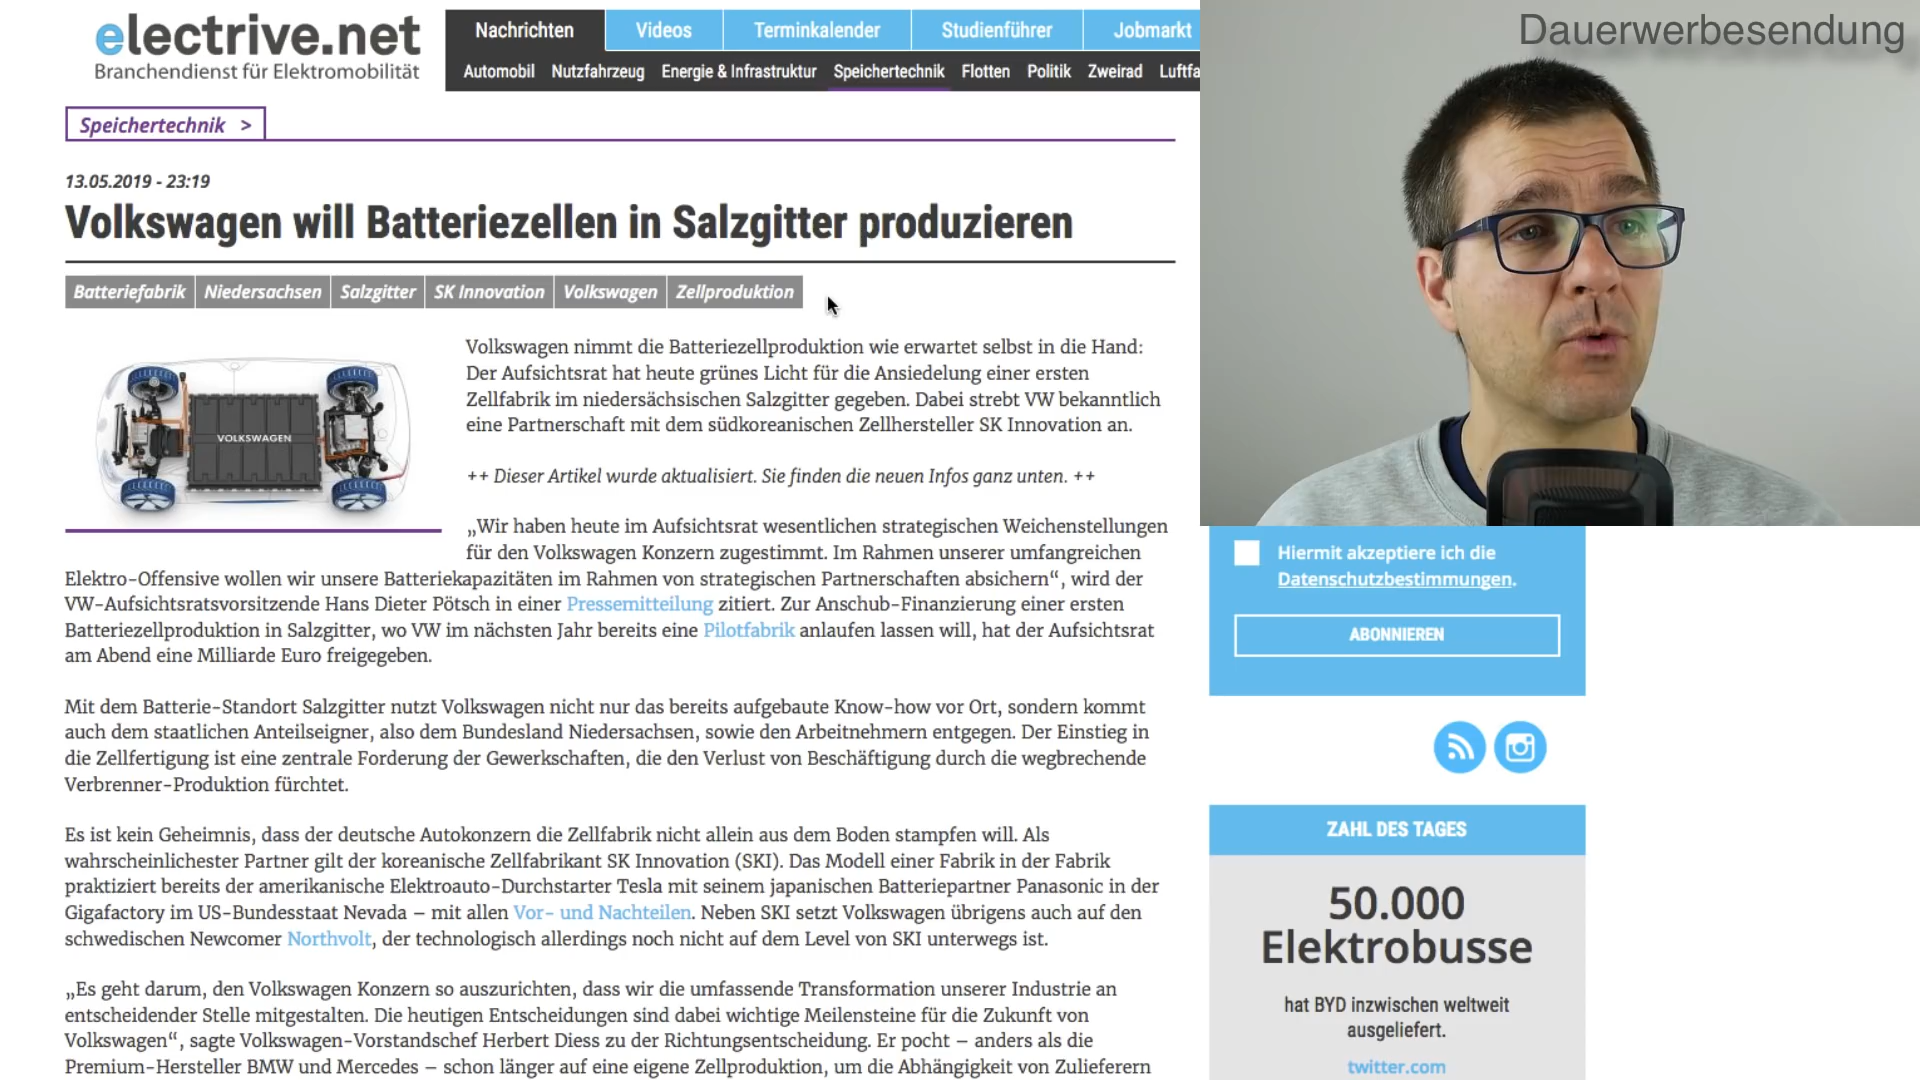 electrive.net
Branchendienst für Elektromobilität
Nachrichten
Videos
Terminkalender
Studienführer
Jobmarkt
Automobil
Nutzfahrzeug
Energie & Infrastruktur
Speichertechnik
Flotten
Politik
Zweirad
Luftfa
Dauerwerbesendung
Speichertechnik >
13.05.2019 - 23:19
Volkswagen will Batteriezellen in Salzgitter produzieren
Batteriefabrik
Niedersachsen
Salzgitter
SK Innovation
Volkswagen
Zellproduktion
VOLKSWAGEN
Volkswagen nimmt die Batteriezellproduktion wie erwartet selbst in die Hand:
Der Aufsichtsrat hat heute grünes Licht für die Ansiedelung einer ersten
Zellfabrik im niedersächsischen Salzgitter gegeben. Dabei strebt VW bekanntlich
eine Partnerschaft mit dem südkoreanischen Zellhersteller SK Innovation an.
++ Dieser Artikel wurde aktualisiert. Sie finden die neuen Infos ganz unten. ++
„Wir haben heute im Aufsichtsrat wesentlichen strategischen Weichenstellungen
für den Volkswagen Konzern zugestimmt. Im Rahmen unserer umfangreichen
Elektro-Offensive wollen wir unsere Batteriekapazitäten im Rahmen von strategischen Partnerschaften absichern“, wird der
VW-Aufsichtsratsvorsitzende Hans Dieter Pötsch in einer Pressemitteilung zitiert. Zur Anschub-Finanzierung einer ersten
Batteriezellproduktion in Salzgitter, wo VW im nächsten Jahr bereits eine Pilotfabrik anlaufen lassen will, hat der Aufsichtsrat
am Abend eine Milliarde Euro freigegeben.
Mit dem Batterie-Standort Salzgitter nutzt Volkswagen nicht nur das bereits aufgebaute Know-how vor Ort, sondern kommt
auch dem staatlichen Anteilseigner, also dem Bundesland Niedersachsen, sowie den Arbeitnehmern entgegen. Der Einstieg in
die Zellfertigung ist eine zentrale Forderung der Gewerkschaften, die den Verlust von Beschäftigung durch die wegbrechende
Verbrenner-Produktion fürchtet.
Es ist kein Geheimnis, dass der deutsche Autokonzern die Zellfabrik nicht allein aus dem Boden stampfen will. Als
wahrscheinlichester Partner gilt der koreanische Zellfabrikant SK Innovation (SKI). Das Modell einer Fabrik in der Fabrik
praktiziert bereits der amerikanische Elektroauto-Durchstarter Tesla mit seinem japanischen Batteriepartner Panasonic in der
Gigafactory im US-Bundesstaat Nevada – mit allen Vor- und Nachteilen. Neben SKI setzt Volkswagen übrigens auch auf den
schwedischen Newcomer Northvolt, der technologisch allerdings noch nicht auf dem Level von SKI unterwegs ist.
„Es geht darum, den Volkswagen Konzern so auszurichten, dass wir die umfassende Transformation unserer Industrie an
entscheidender Stelle mitgestalten. Die heutigen Entscheidungen sind dabei wichtige Meilensteine für die Zukunft von
Volkswagen“, sagte Volkswagen-Vorstandschef Herbert Diess zu der Richtungsentscheidung. Er pocht – anders als die
Premium-Hersteller BMW und Mercedes – schon länger auf eine eigene Zellproduktion, um die Abhängigkeit von Zulieferern
Hiermit akzeptiere ich die
Datenschutzbestimmungen.
ABONNIEREN
ZAHL DES TAGES
50.000
Elektrobusse
hat BYD inzwischen weltweit
ausgeliefert.
twitter.com